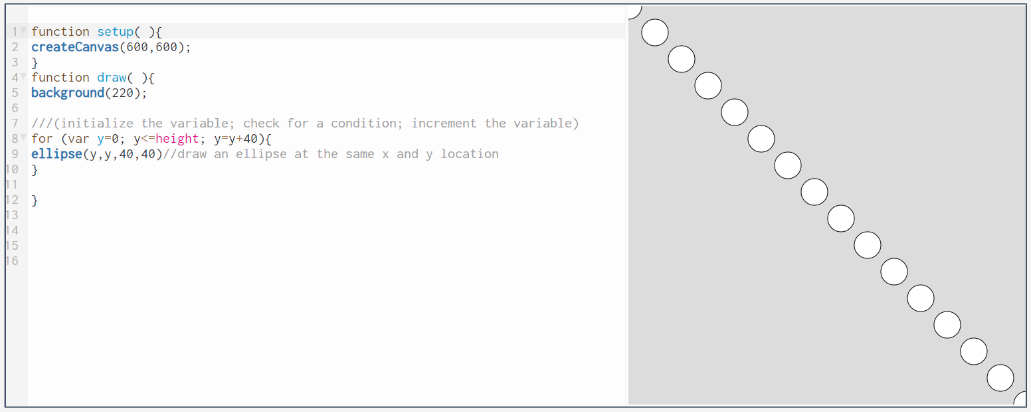 1 function setup( ){
2 createCanvas(600,600);
3 }
4 function draw( ){
5 background(220);
6
7 ///(initialize the variable; check for a condition; increment the variable)
8 for (var y=0; y<=height; y=y+40){
9 ellipse(y,y,40,40)//draw an ellipse at the same x and y location
10 }
11
12 }
13
14
15
16